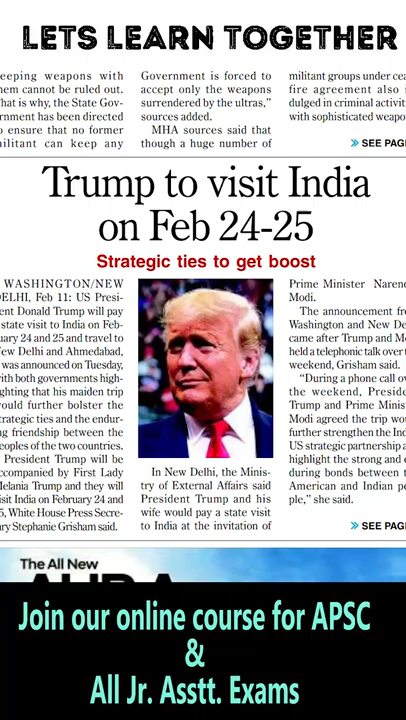 LETS LEARN TOGETHER
eeping weapons with
cannot be ruled out.
hat is why, the State Gov-
rnment has been directed
ensure that no former
ilitant can keep any
Government is forced to
accept only the weapons
surrendered by the ultras,”
sources added.
MHA sources said that
though a huge number of
militant groups under cea
fire agreement also
dulged in criminal activit
with sophisticated weapo
SEE PAG
Trump to visit India
on Feb 24-25
Strategic ties to get boost
WASHINGTON/NEW
ELHI, Feb 11: US Presi-
ent Donald Trump will pay
state visit to India on Feb-
uary 24 and 25 and travel to
ew Delhi and Ahmedabad,
was announced on Tuesday,
ith both governments high-
ghting that his maiden trip
ould further bolster the
trategic ties and the endur-
ng friendship between the
eoples of the two countries.
President Trump will be
ccompanied by First Lady
elania Trump and they will
isit India on February 24 and
5, White House Press Secre-
ry Stephanie Grisham said.
In New Delhi, the Minis-
try of External Affairs said
President Trump and his
wife would pay a state visit
to India at the invitation of
Prime Minister Naren
Modi.
The announcement fr
Washington and New De
came after Trump and Mo
held a telephonic talk over t
weekend, Grisham said.
“During a phone call ov
the weekend, Preside
Trump and Prime Minis
Modi agreed the trip wou
further strengthen the Ind
US strategic partnership a
highlight the strong and e
during bonds between t
American and Indian pe
ple,” she said.
SEE PAG
The All New
Join our online course for APSC
&
All Jr. Asstt. Exams